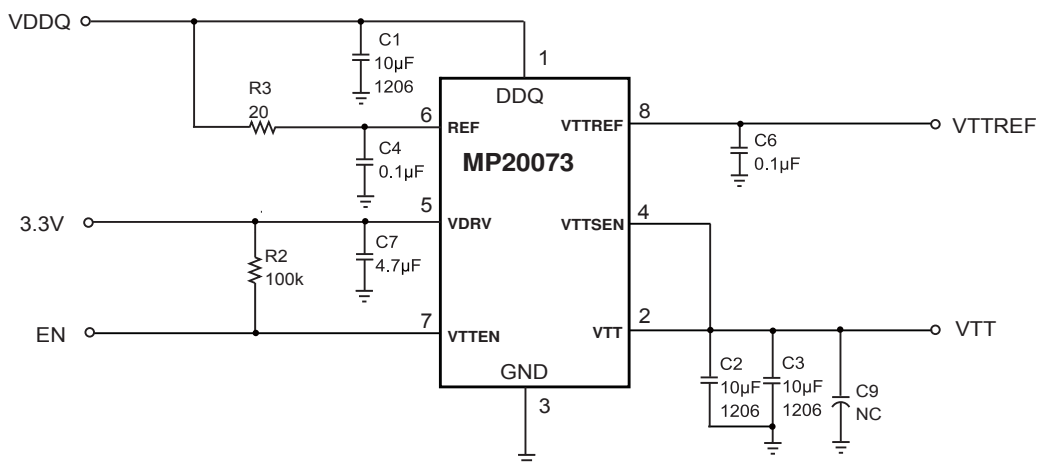 VDDQ
C1
10µF
1206
1
DDQ
R3
20
6
REF
VTTREF
8
VTTREF
C4
0.1µF
MP20073
C6
0.1µF
3.3V
5
VDRV
VTTSEN
4
R2
100k
C7
4.7µF
EN
7
VTTEN
VTT
2
VTT
GND
3
C2
10µF
1206
C3
10µF
1206
C9
NC